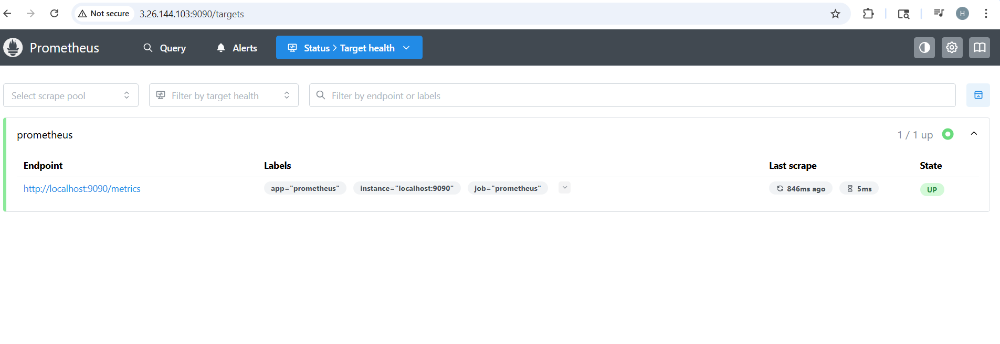 Not secure 3.26.144.103:9090/targets H
Prometheus Query Alerts Status > Target health
Select scrape pool Filter by target health Filter by endpoint or labels
prometheus 1 / 1 up
Endpoint Labels Last scrape State
http://localhost:9090/metrics app="prometheus" instance="localhost:9090" job="prometheus" 846ms ago 5ms UP